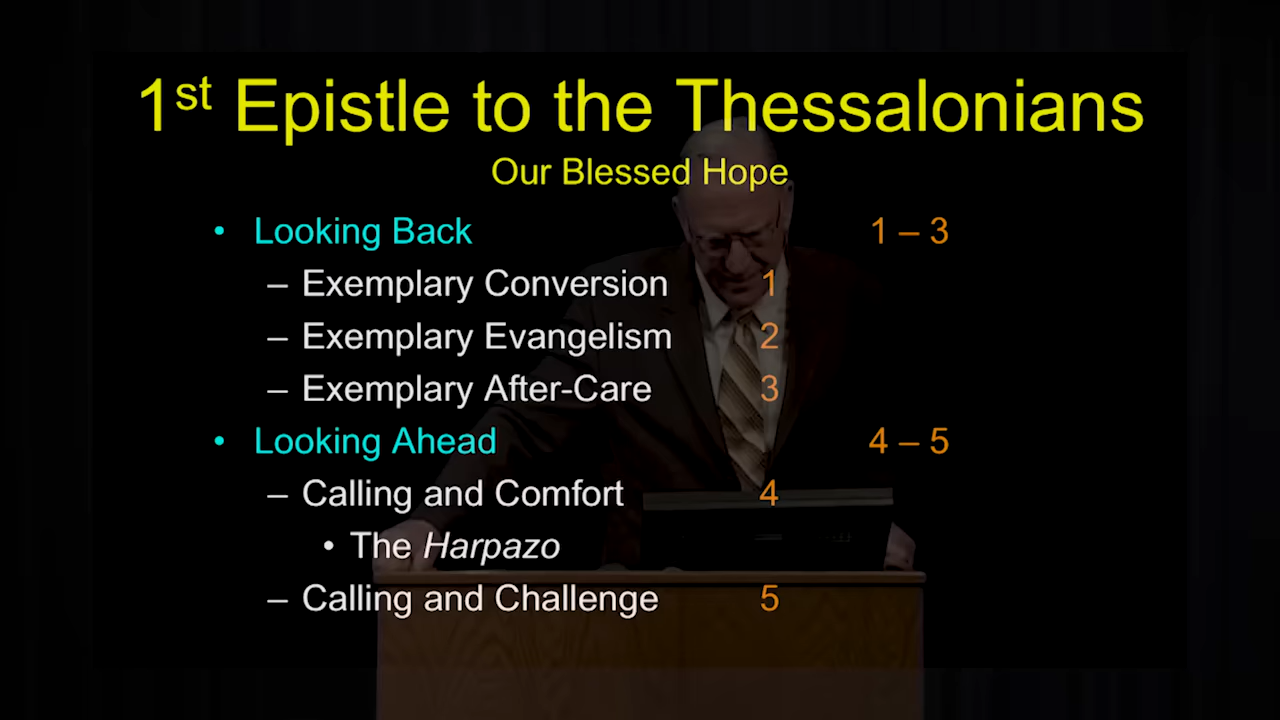 1st Epistle to the Thessalonians
Our Blessed Hope
• Looking Back 1 – 3
– Exemplary Conversion 1
– Exemplary Evangelism 2
– Exemplary After-Care 3
• Looking Ahead 4 – 5
– Calling and Comfort 4
• The Harpazo
– Calling and Challenge 5